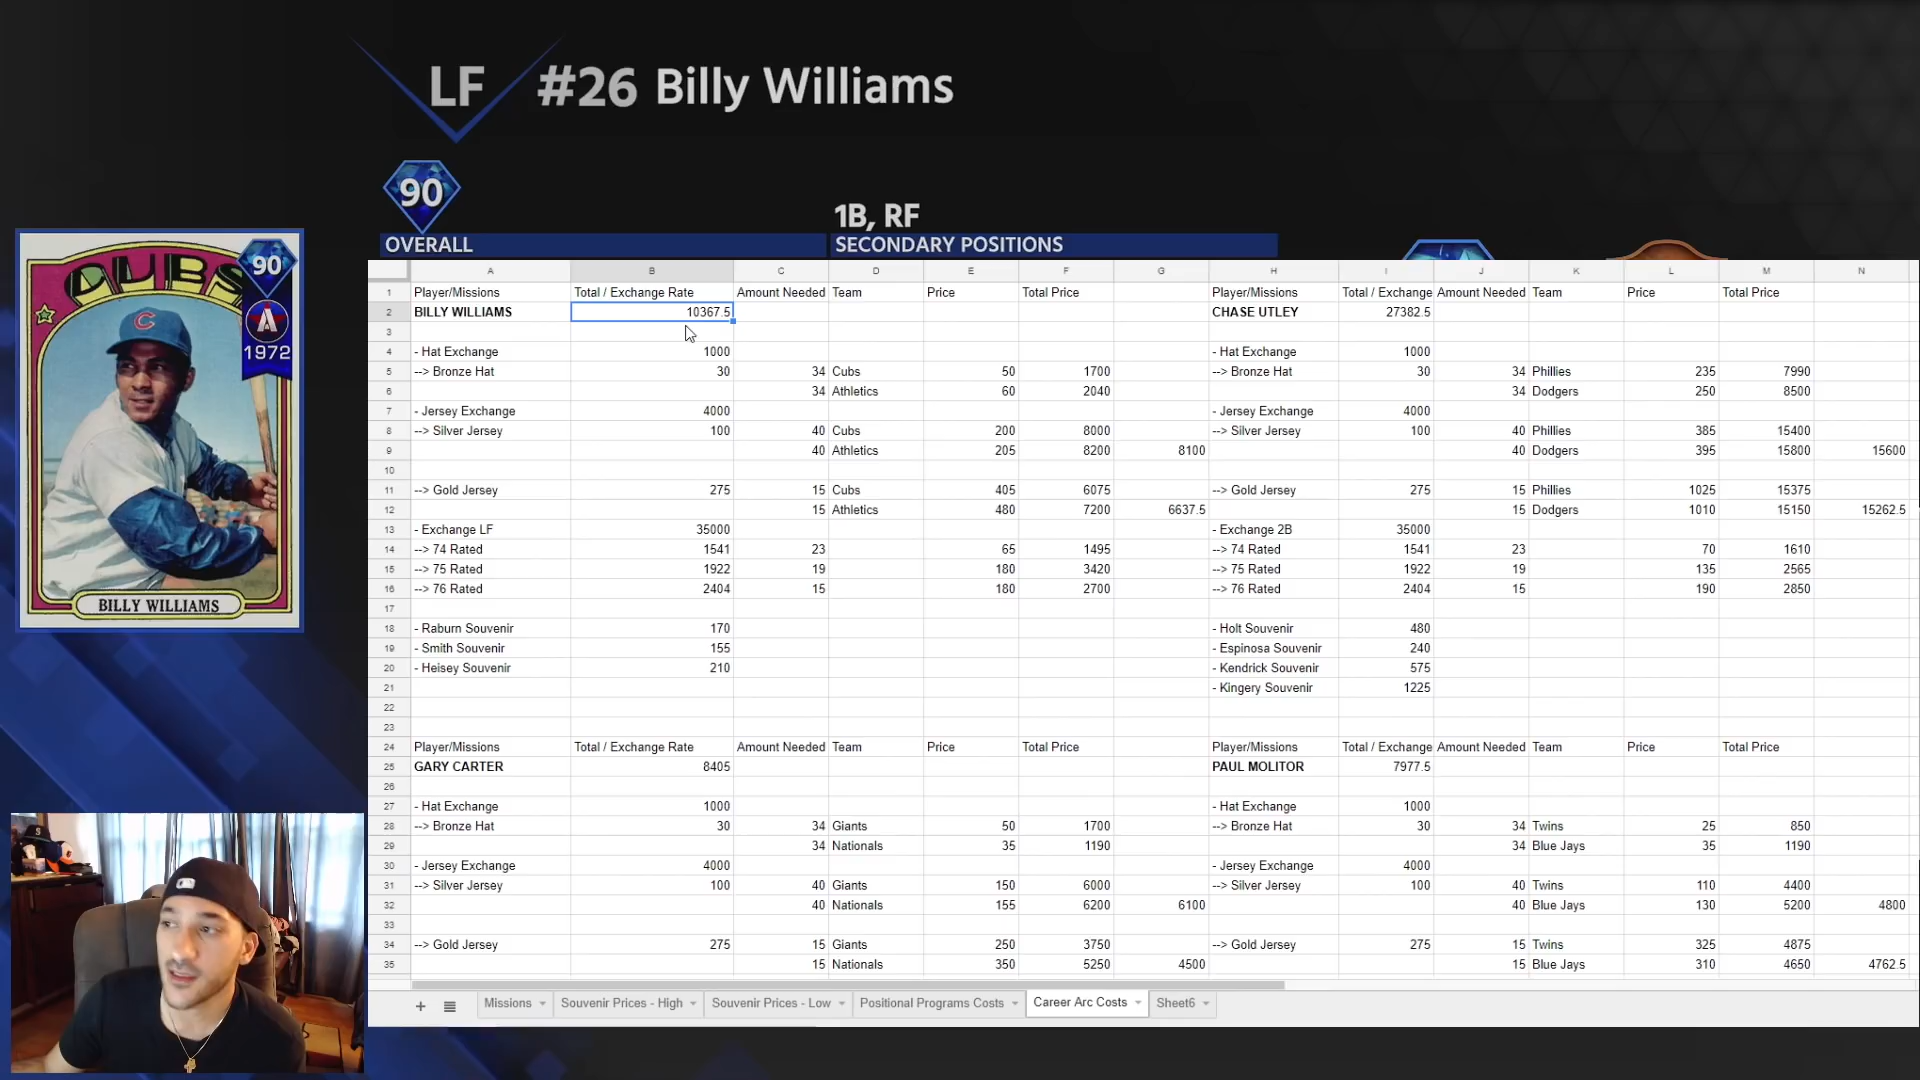 LF #26 Billy Williams
90
1B, RF
OVERALL SECONDARY POSITIONS
CUBS
90
A
1972
C
BILLY WILLIAMS
A B C D E F G H I J K L M N
1 Player/Missions Total / Exchange Rate Amount Needed Team Price Total Price Player/Missions Total / Exchange Amount Needed Team Price Total Price
2 BILLY WILLIAMS 10367.5 CHASE UTLEY 27382.5
3
4 - Hat Exchange 1000 - Hat Exchange 1000
5 --> Bronze Hat 30 34 Cubs 50 1700 --> Bronze Hat 30 34 Phillies 235 7990
6 34 Athletics 60 2040 34 Dodgers 250 8500
7 - Jersey Exchange 4000 - Jersey Exchange 4000
8 --> Silver Jersey 100 40 Cubs 200 8000 --> Silver Jersey 100 40 Phillies 385 15400
9 40 Athletics 205 8200 8100 40 Dodgers 395 15800 15600
10
11 --> Gold Jersey 275 15 Cubs 405 6075 --> Gold Jersey 275 15 Phillies 1025 15375
12 15 Athletics 480 7200 6637.5 15 Dodgers 1010 15150 15262.5
13 - Exchange LF 35000 - Exchange 2B 35000
14 --> 74 Rated 1541 23 65 1495 --> 74 Rated 1541 23 70 1610
15 --> 75 Rated 1922 19 180 3420 --> 75 Rated 1922 19 135 2565
16 --> 76 Rated 2404 15 180 2700 --> 76 Rated 2404 15 190 2850
17
18 - Raburn Souvenir 170 - Holt Souvenir 480
19 - Smith Souvenir 155 - Espinosa Souvenir 240
20 - Heisey Souvenir 210 - Kendrick Souvenir 575
21 - Kingery Souvenir 1225
22
23
24 Player/Missions Total / Exchange Rate Amount Needed Team Price Total Price Player/Missions Total / Exchange Amount Needed Team Price Total Price
25 GARY CARTER 8405 PAUL MOLITOR 7977.5
26
27 - Hat Exchange 1000 - Hat Exchange 1000
28 --> Bronze Hat 30 34 Giants 50 1700 --> Bronze Hat 30 34 Twins 25 850
29 34 Nationals 35 1190 34 Blue Jays 35 1190
30 - Jersey Exchange 4000 - Jersey Exchange 4000
31 --> Silver Jersey 100 40 Giants 150 6000 --> Silver Jersey 100 40 Twins 110 4400
32 40 Nationals 155 6200 6100 40 Blue Jays 130 5200 4800
33
34 --> Gold Jersey 275 15 Giants 250 3750 --> Gold Jersey 275 15 Twins 325 4875
35 15 Nationals 350 5250 4500 15 Blue Jays 310 4650 4762.5
+ Missions Souvenir Prices - High Souvenir Prices - Low Positional Programs Costs Career Arc Costs Sheet6